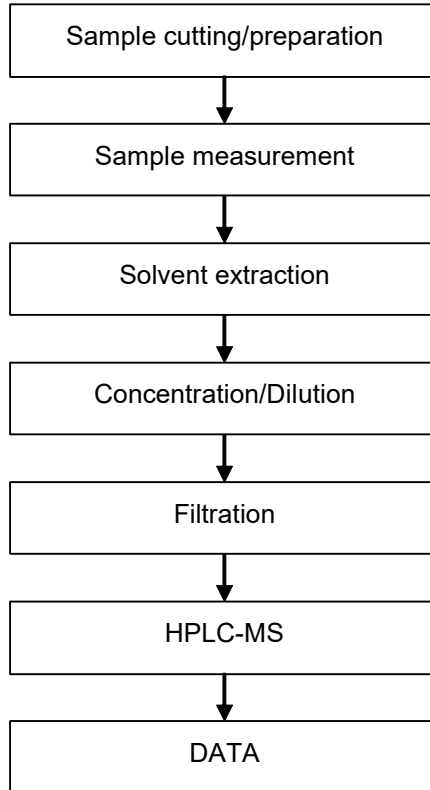 Sample cutting/preparation
Sample measurement
Solvent extraction
Concentration/Dilution
Filtration
HPLC-MS
DATA